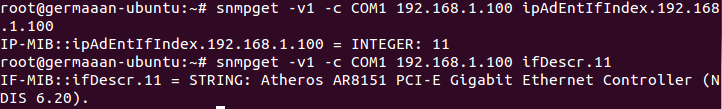 root@germaaan-ubuntu:~# snmpget -v1 -c COM1 192.168.1.100 ipAdEntIfIndex.192.168
.1.100
IP-MIB::ipAdEntIfIndex.192.168.1.100 = INTEGER: 11
root@germaaan-ubuntu:~# snmpget -v1 -c COM1 192.168.1.100 ifDescr.11
IF-MIB::ifDescr.11 = STRING: Atheros AR8151 PCI-E Gigabit Ethernet Controller (N
DIS 6.20).